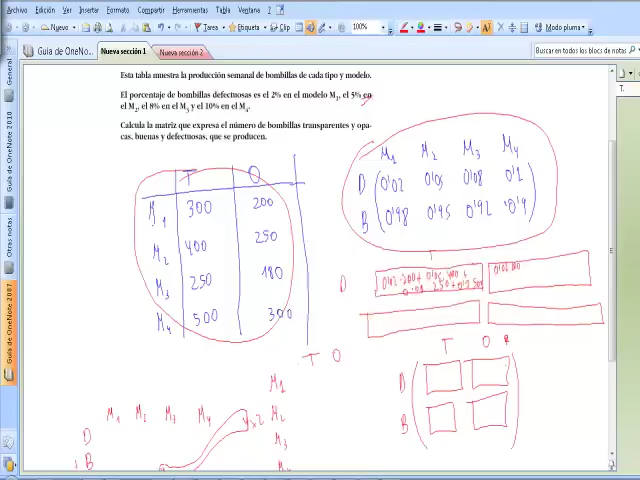 Archivo Edición Ver Insertar Formato Compartir Herramientas Tabla Ventana ?
Nuevo Tarea Etiqueta Clip 100% Modo pluma
Guía de OneNote Nueva sección 1 Nueva sección 2 Buscar en todos los blocs de notas
General
Guía de OneNote 2010
Otras notas
Guía de OneNote 2007
Esta tabla muestra la producción semanal de bombillas de cada tipo y modelo.
El porcentaje de bombillas defectuosas es el 2% en el modelo M1, el 5% en
el M2, el 8% en el M3 y el 10% en el M4.
Calcula la matriz que expresa el número de bombillas transparentes y opa-
cas, buenas y defectuosas, que se producen.
T O
M1 300 200
M2 400 250
M3 250 180
M4 500 300
M1 M2 M3 M4
D 0'02 0'05 0'08 0'1
B 0'98 0'95 0'92 0'9
T
D
T O
D
B
T O
M1
M2
M3
M1 M2 M3 M4
D
B
T.